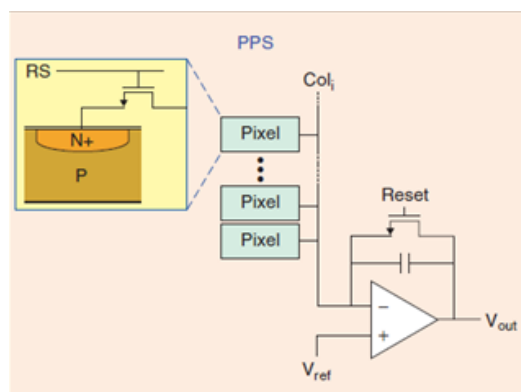 PPS
RS
Col_i
N+
P
Pixel
Pixel
Pixel
Reset
−
+
V_out
V_ref